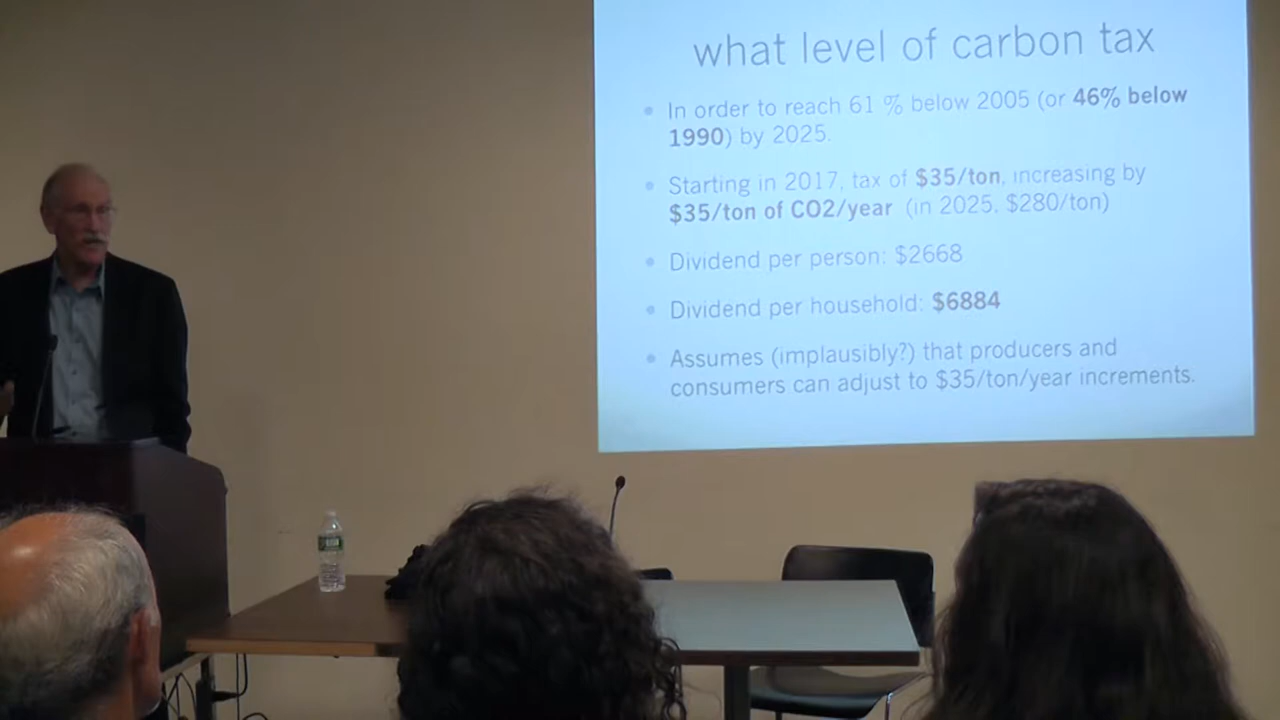 what level of carbon tax
• In order to reach 61 % below 2005 (or 46% below
1990) by 2025.
• Starting in 2017, tax of $35/ton, increasing by
$35/ton of CO2/year (in 2025, $280/ton)
• Dividend per person: $2668
• Dividend per household: $6884
• Assumes (implausibly?) that producers and
consumers can adjust to $35/ton/year increments.